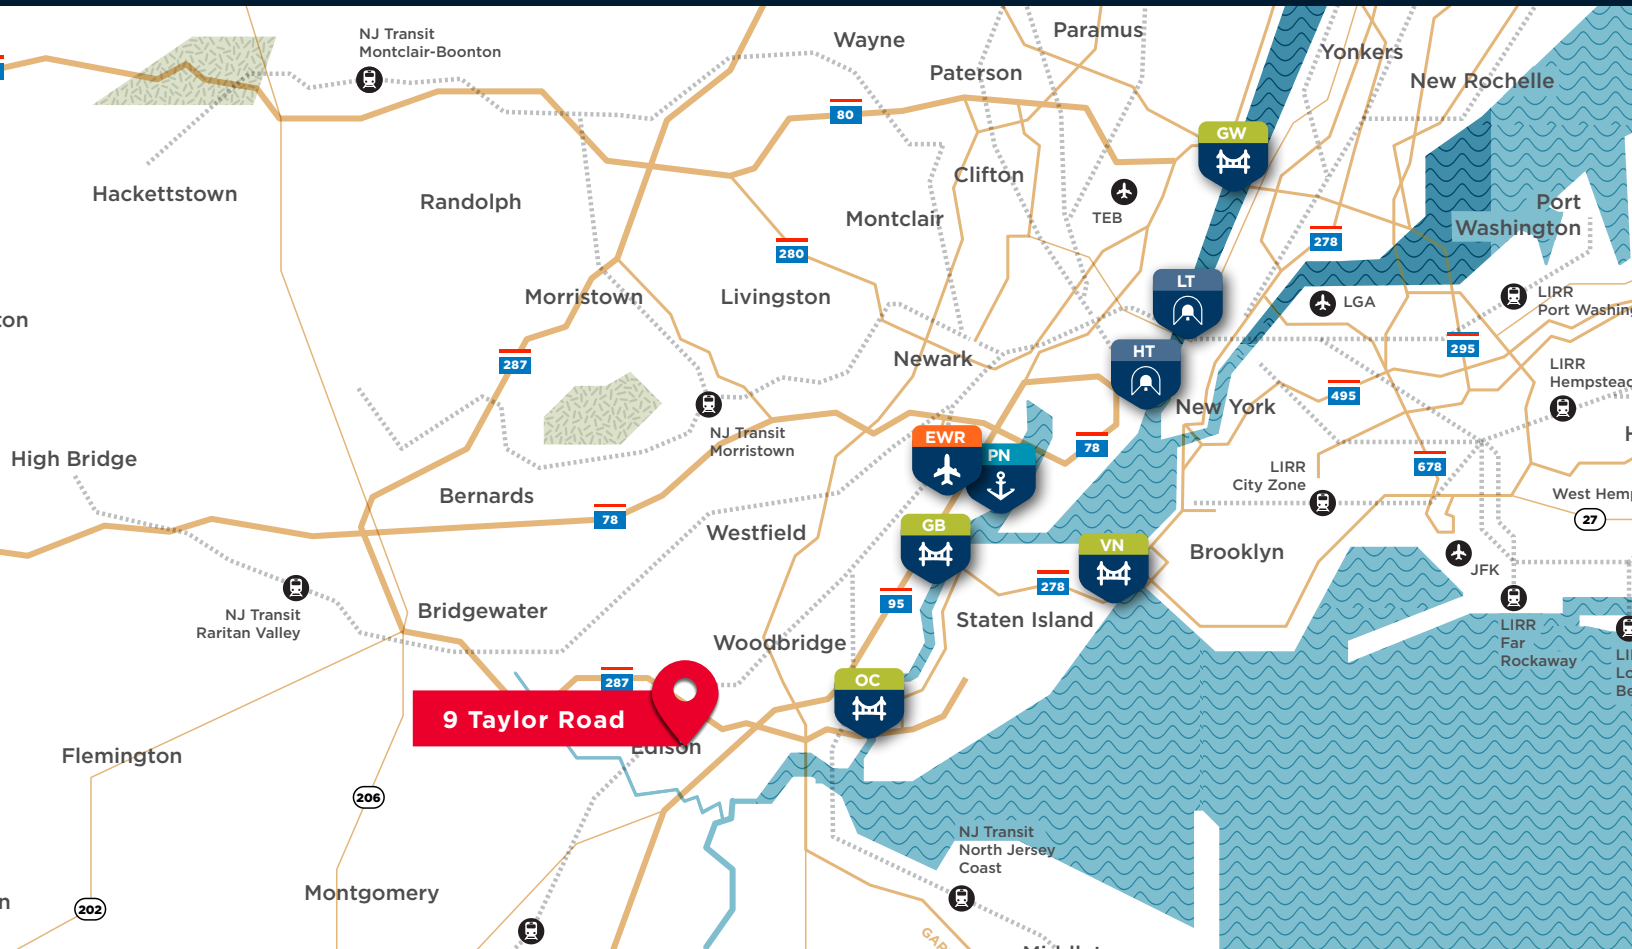 NJ Transit
Montclair-Boonton
Wayne
Paramus
Yonkers
Paterson
New Rochelle
80
GW
Hackettstown
Randolph
Clifton
TEB
Montclair
Port
Washington
278
280
LT
Morristown
Livingston
LGA
LIRR
Port Washing
295
HT
Newark
287
LIRR
Hempstead
495
New York
NJ Transit
Morristown
EWR
PN
78
High Bridge
LIRR
City Zone
678
Bernards
West Hemp
27
78
Westfield
GB
VN
Brooklyn
JFK
278
95
NJ Transit
Raritan Valley
Bridgewater
Staten Island
LIRR
Far
Rockaway
Woodbridge
287
OC
9 Taylor Road
Edison
Flemington
206
NJ Transit
North Jersey
Coast
Montgomery
202